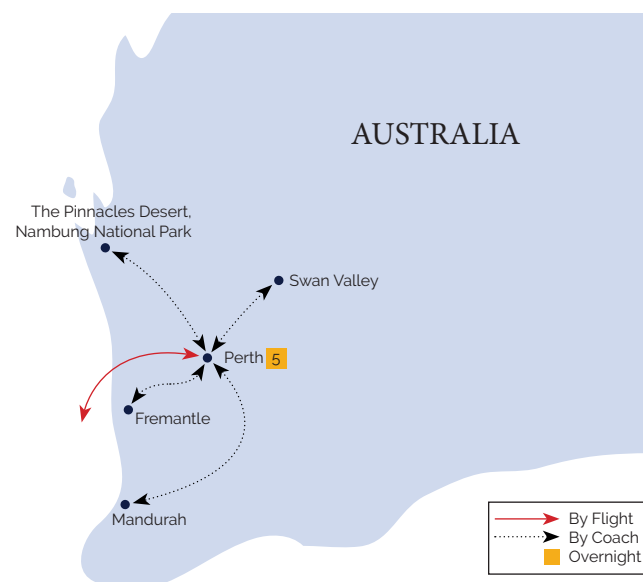 AUSTRALIA
The Pinnacles Desert,
Nambung National Park
Swan Valley
Perth 5
Fremantle
Mandurah
By Flight
By Coach
Overnight